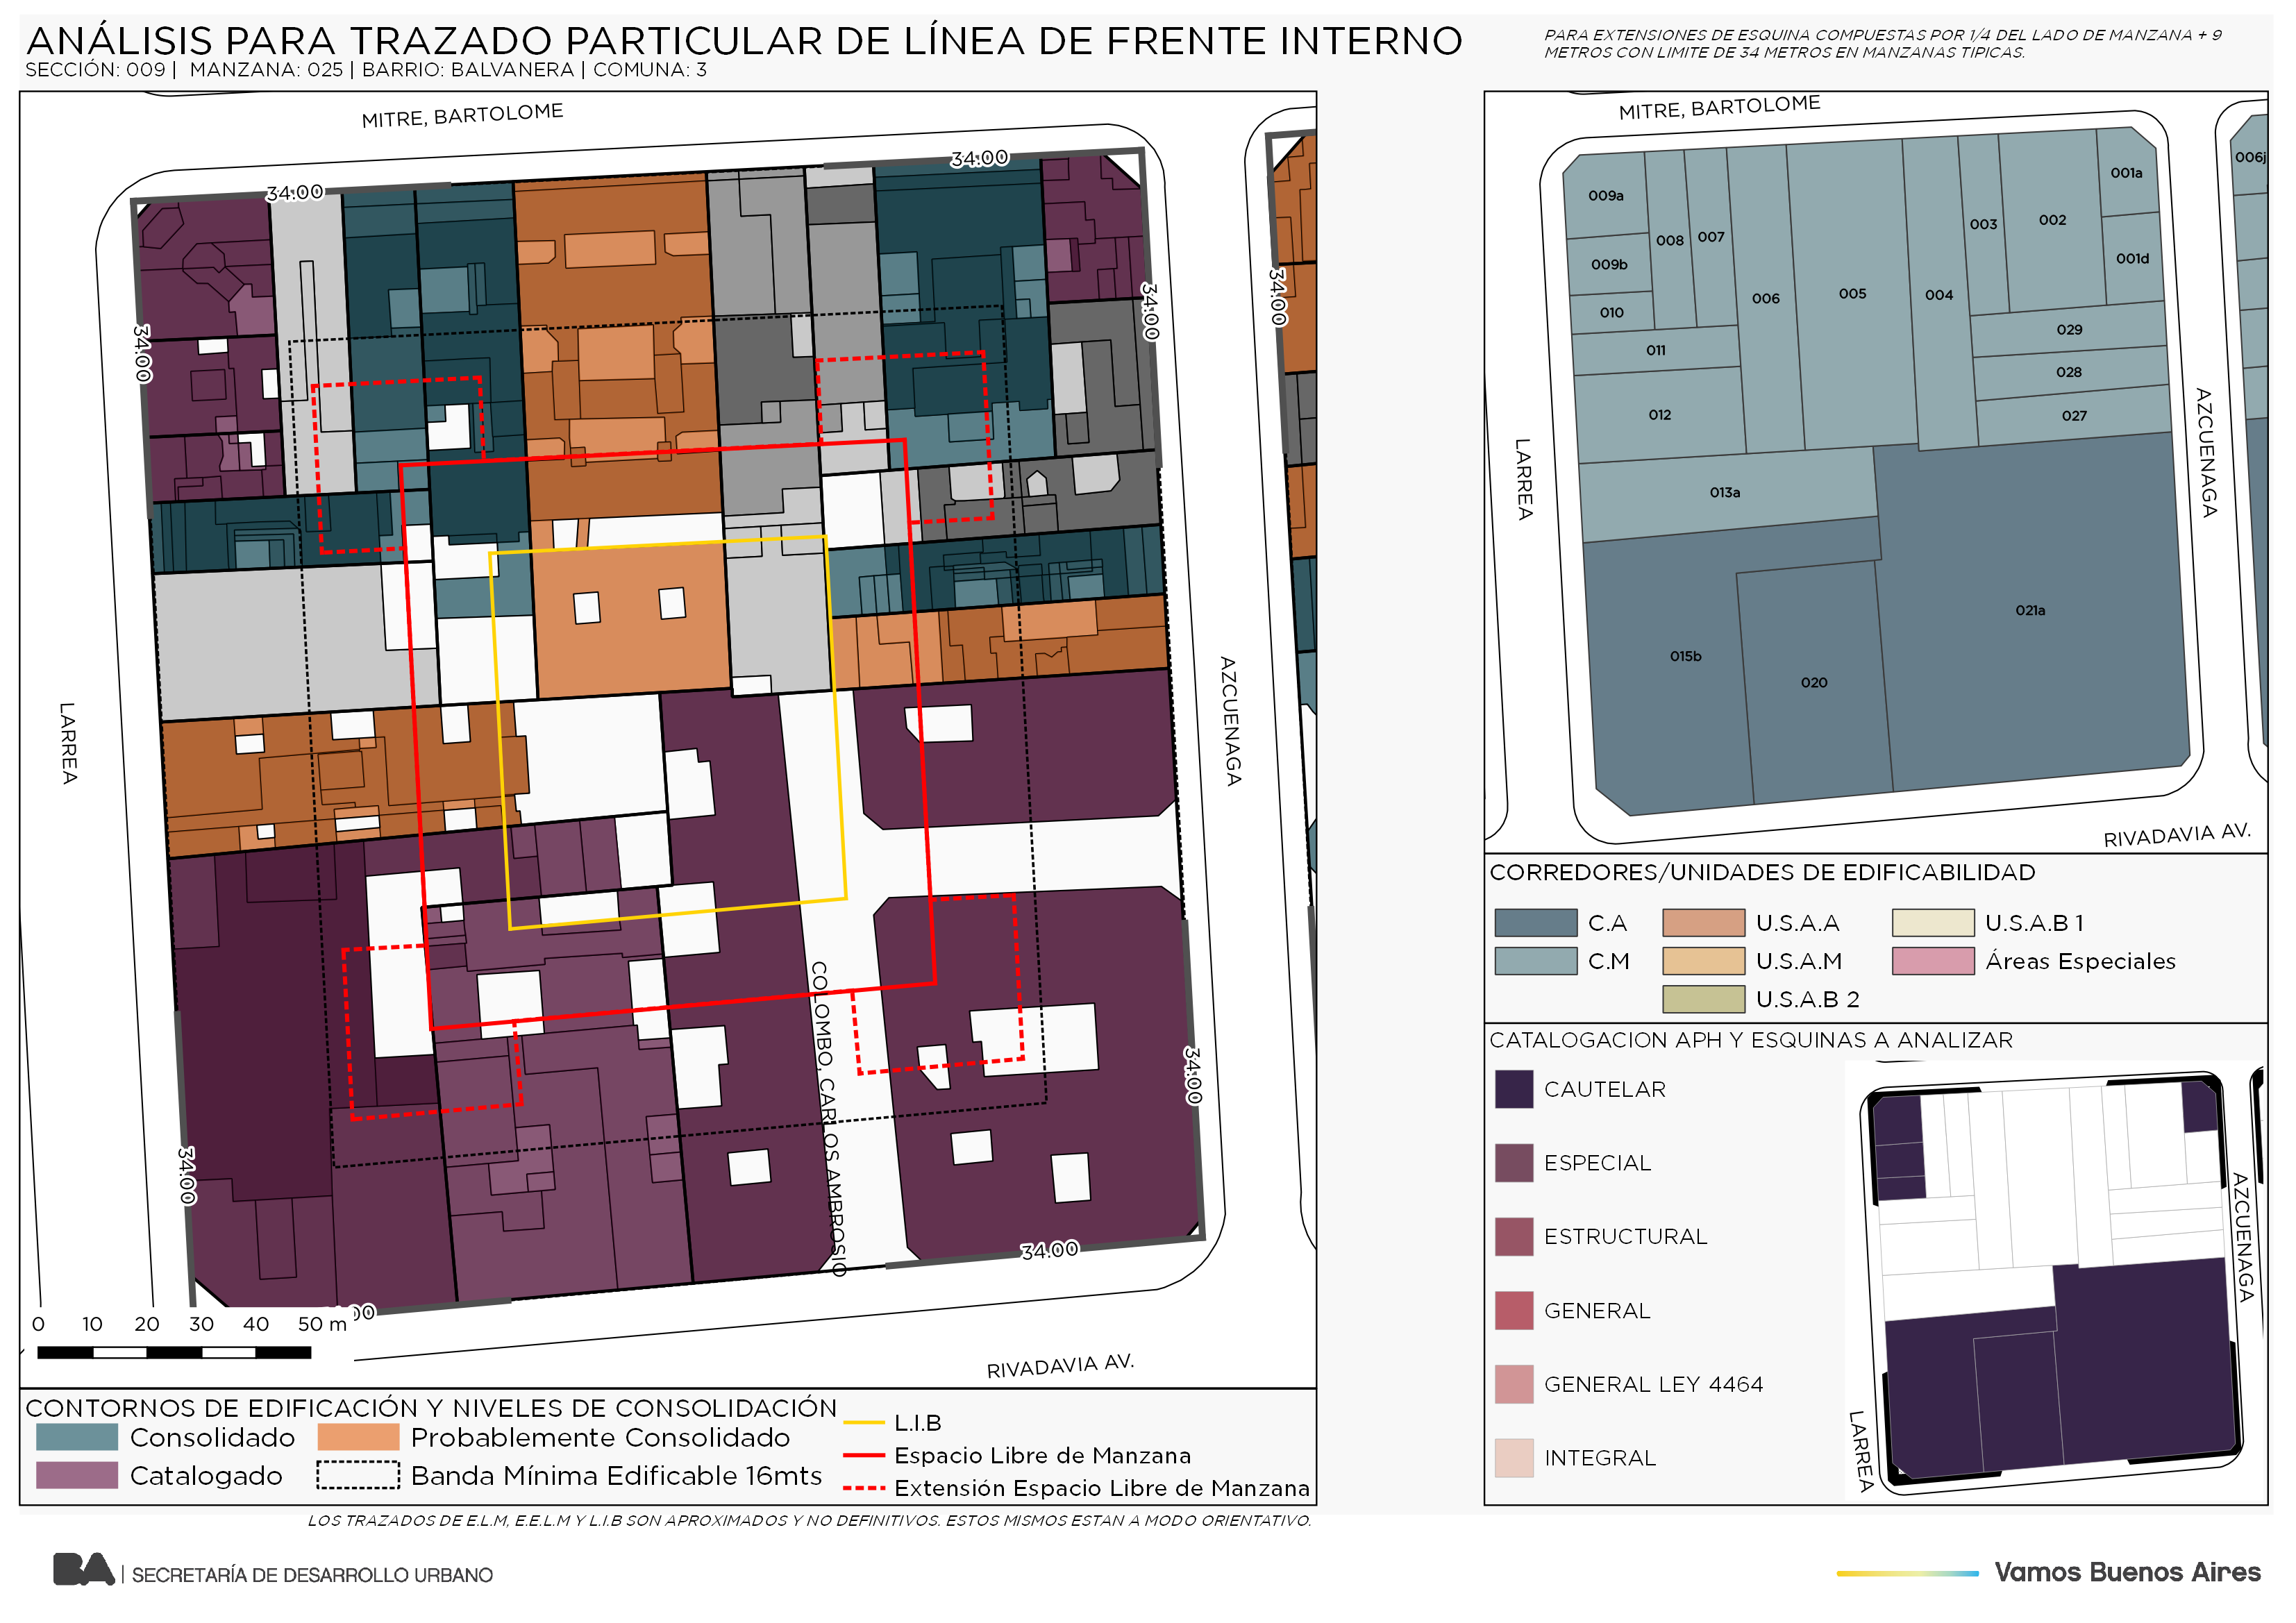 ANÁLISIS PARA TRAZADO PARTICULAR DE LÍNEA DE FRENTE INTERNO
SECCIÓN: 009 | MANZANA: 025 | BARRIO: BALVANERA | COMUNA: 3
PARA EXTENSIONES DE ESQUINA COMPUESTAS POR 1/4 DEL LADO DE MANZANA + 9
METROS CON LIMITE DE 34 METROS EN MANZANAS TIPICAS.
MITRE, BARTOLOME
34.00
34.00
34.00
34.00
34.00
LARREA
AZCUENAGA
COLOMBO, CARLOS AMBROSIO
34.00
34.00
34.00
00
RIVADAVIA AV.
0 10 20 30 40 50 m
CONTORNOS DE EDIFICACIÓN Y NIVELES DE CONSOLIDACIÓN
Consolidado
Probablemente Consolidado
Catalogado
Banda Mínima Edificable 16mts
L.I.B
Espacio Libre de Manzana
Extensión Espacio Libre de Manzana
MITRE, BARTOLOME
009a
009b
010
008
007
006
005
004
003
002
001a
001d
006j
011
012
029
028
027
013a
015b
020
021a
LARREA
AZCUENAGA
RIVADAVIA AV.
CORREDORES/UNIDADES DE EDIFICABILIDAD
C.A
U.S.A.A
U.S.A.B 1
C.M
U.S.A.M
Áreas Especiales
U.S.A.B 2
CATALOGACION APH Y ESQUINAS A ANALIZAR
CAUTELAR
ESPECIAL
ESTRUCTURAL
GENERAL
GENERAL LEY 4464
INTEGRAL
AZCUENAGA
LARREA
LOS TRAZADOS DE E.L.M, E.E.L.M Y L.I.B SON APROXIMADOS Y NO DEFINITIVOS. ESTOS MISMOS ESTAN A MODO ORIENTATIVO.
BA | SECRETARÍA DE DESARROLLO URBANO
Vamos Buenos Aires